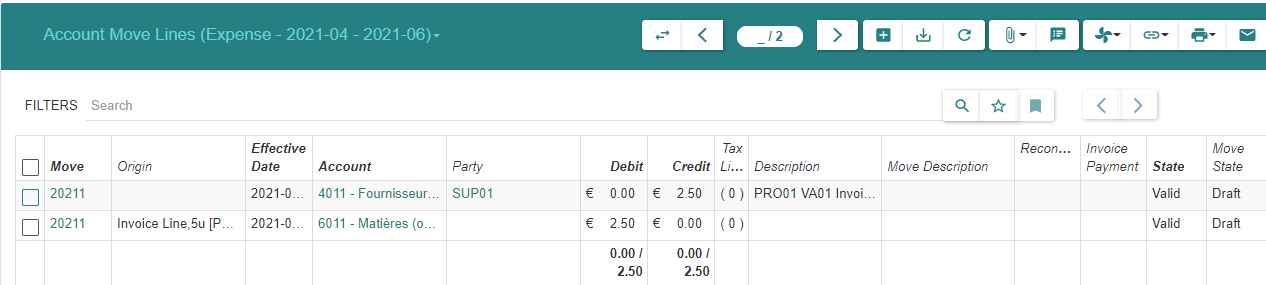 Account Move Lines (Expense - 2021-04 - 2021-06)
_ / 2
FILTERS Search
Move Origin Effective Date Account Party Debit Credit Tax Li... Description Move Description Recon... Invoice Payment State Move State
20211 2021-0... 4011 - Fournisseur... SUP01 € 0.00 € 2.50 ( 0 ) PRO01 VA01 Invoi... Valid Draft
20211 Invoice Line,5u [P... 2021-0... 6011 - Matières (o... € 2.50 € 0.00 ( 0 ) Valid Draft
0.00 / 0.00 /
2.50 2.50